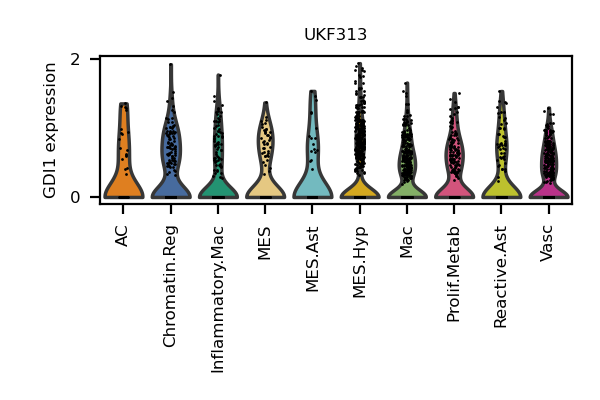 UKF313
GDI1 expression
2
0
AC
Chromatin.Reg
Inflammatory.Mac
MES
MES.Ast
MES.Hyp
Mac
Prolif.Metab
Reactive.Ast
Vasc